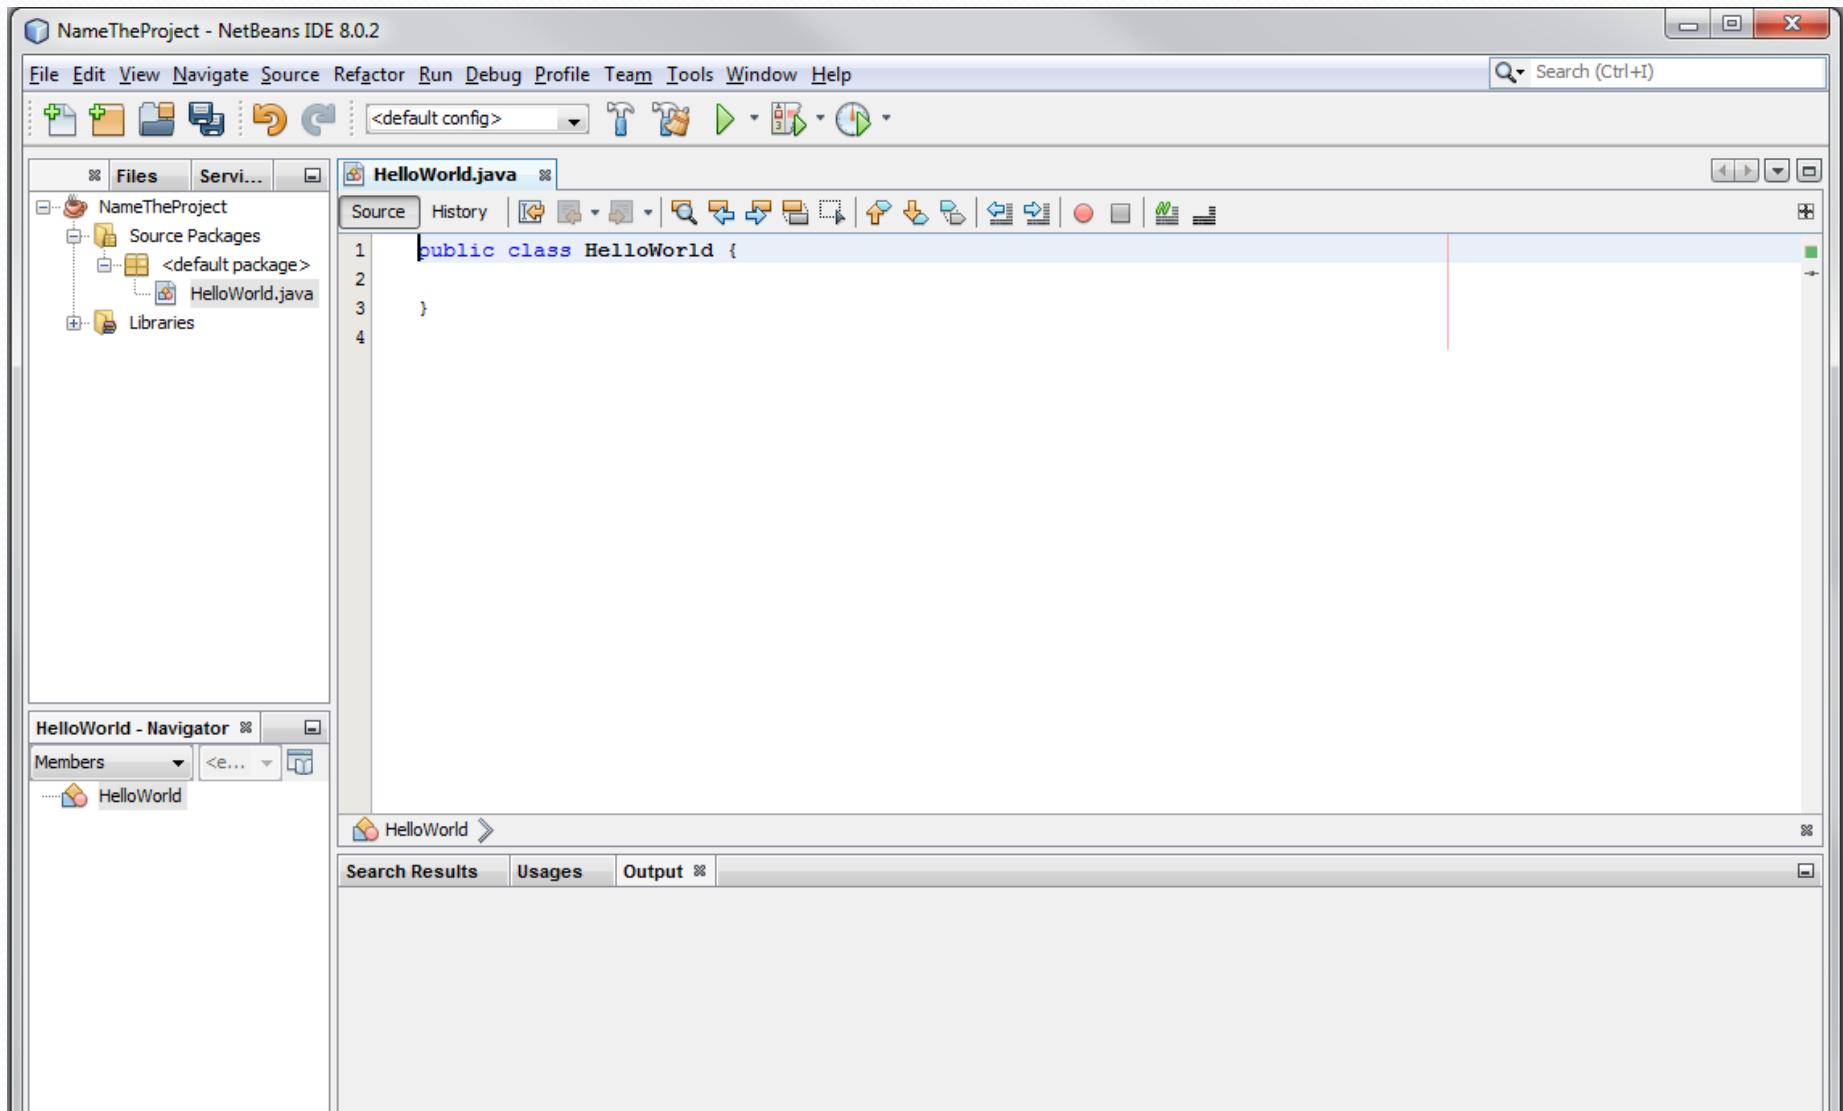 NameTheProject - NetBeans IDE 8.0.2
File Edit View Navigate Source Refactor Run Debug Profile Team Tools Window Help
Search (Ctrl+I)
<default config>
Files Servi...
NameTheProject
Source Packages
<default package>
HelloWorld.java
Libraries
HelloWorld.java
Source History
1 public class HelloWorld {
2
3 }
4
HelloWorld - Navigator
Members <e...
HelloWorld
HelloWorld
Search Results Usages Output